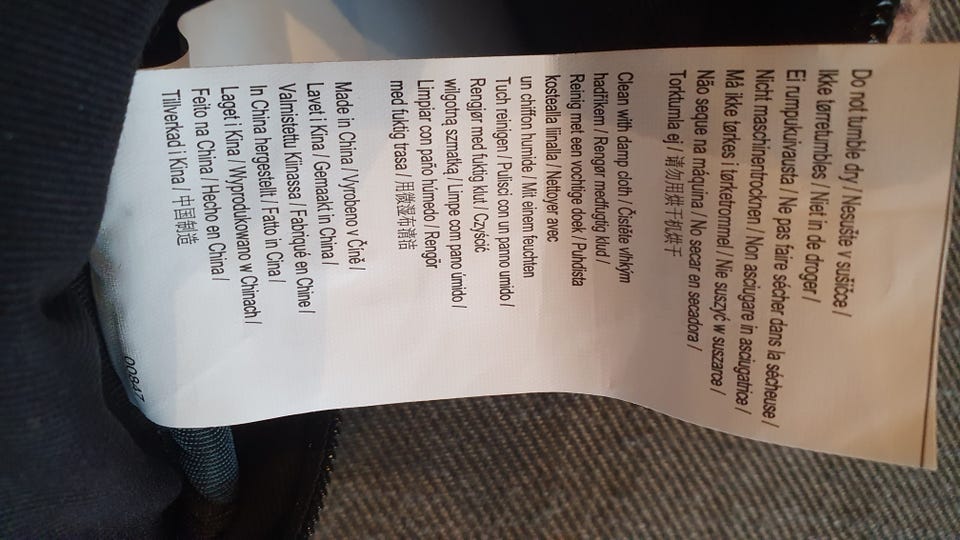 Do not tumble dry / Nesušte v sušičce /
Ikke tørretumbles / Niet in de droger /
Ei rumpukuivausta / Ne pas faire sécher dans la sécheuse /
Nicht maschinentrocknen / Non asciugare in asciugatrice /
Må ikke tørkes i tørketrommel / Nie suszyć w suszarce /
Não seque na máquina / No secar en secadora /
Torktumla ej / 请勿用烘干机烘干
Clean with damp cloth / Čistěte vlhkým
hadříkem / Rengør medfugtig klud /
Reinig met een vochtige doek / Puhdista
kostealla liinalla / Nettoyer avec
un chiffon humide / Mit einem feuchten
Tuch reinigen / Pulisci con un panno umido /
Rengjør med fuktig klut / Czyścić
wilgotną szmatką / Limpe com pano úmido /
Limpiar con paño húmedo / Rengör
med fuktig trasa / 用微湿布清洁
Made in China / Vyrobeno v Číně /
Lavet i Kina / Gemaakt in China /
Valmistettu Kiinassa / Fabriqué en Chine /
In China hergestellt / Fatto in Cina /
Laget i Kina / Wyprodukowano w Chinach /
Feito na China / Hecho en China /
Tillverkad i Kina / 中国制造
00847